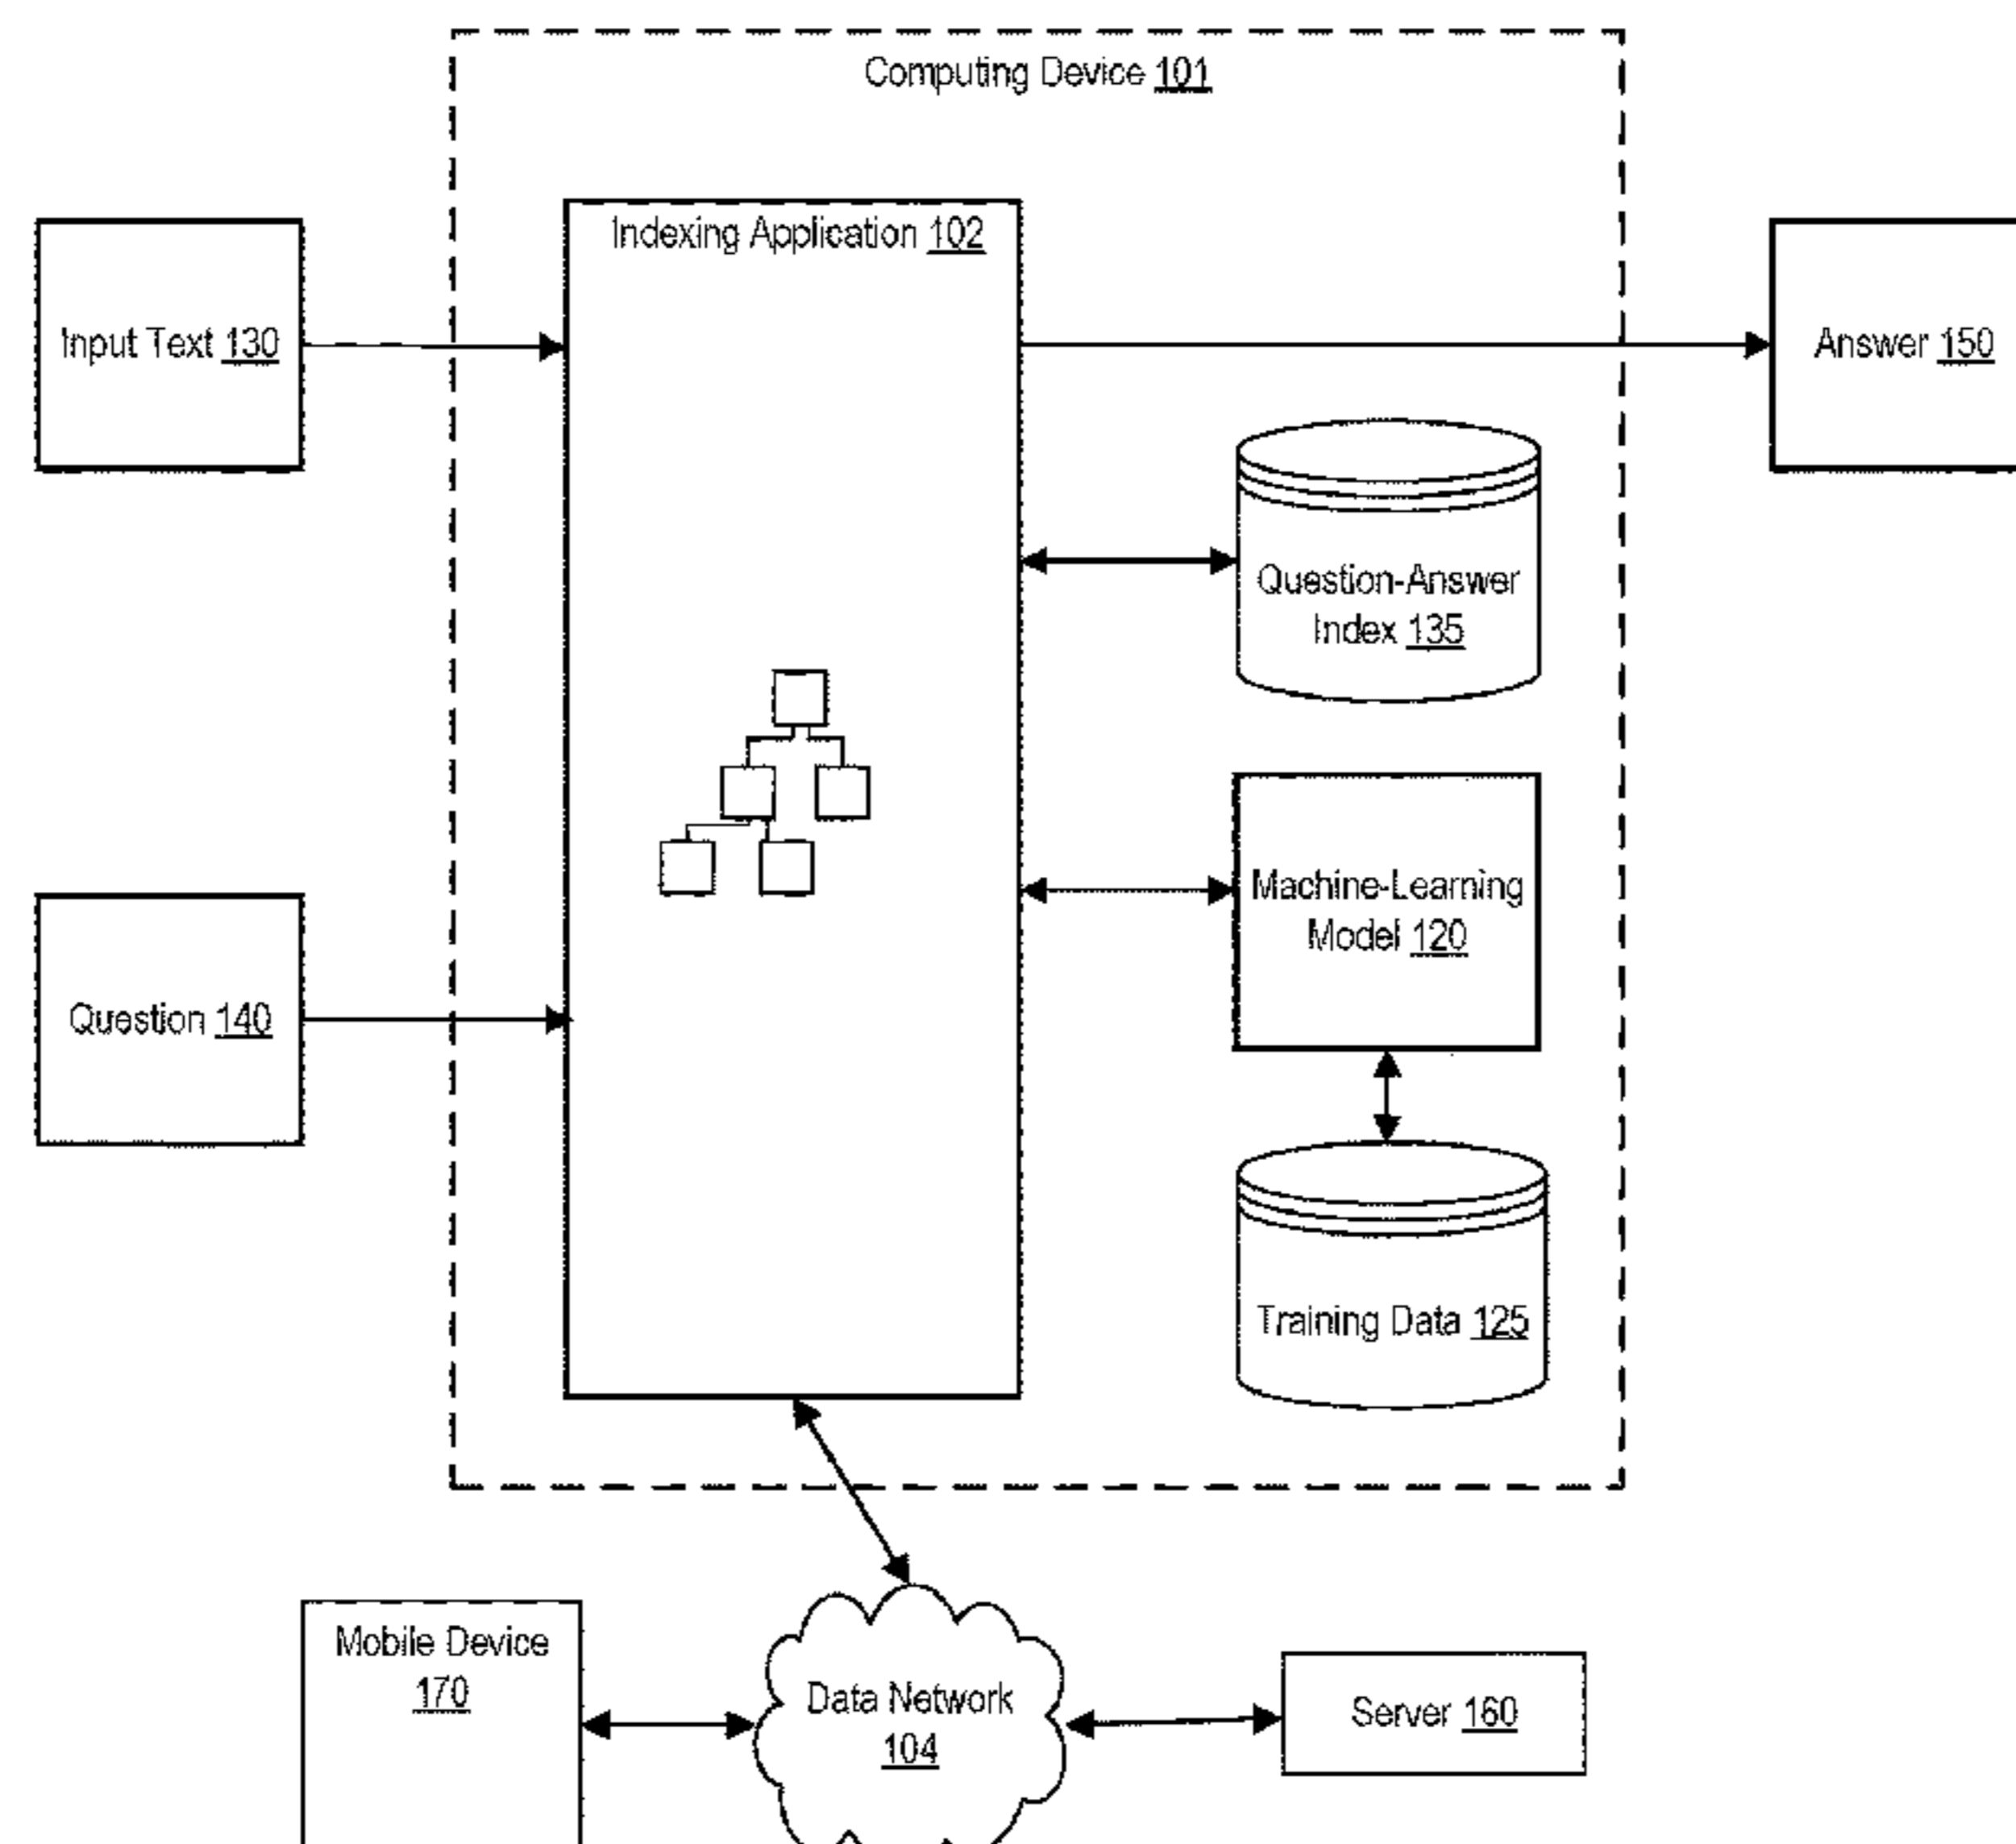 Computing Device 101
Indexing Application 102
Input Text 130
Answer 150
Question-Answer
Index 135
Machine-Learning
Model 120
Question 140
Training Data 125
Mobile Device
170
Data Network
104
Server 160